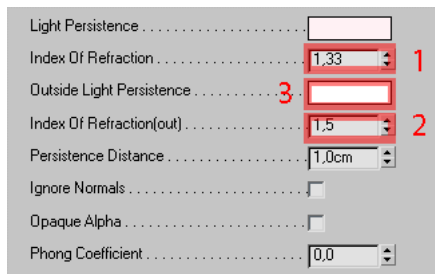 Light Persistence . . . . . . . . . . . . . . . . . . . . .
Index Of Refraction . . . . . . . . . . . . . . . . . . . 1,33 1
Outside Light Persistence . . . . . . . . . . . . . 3
Index Of Refraction(out) . . . . . . . . . . . . . . . 1,5 2
Persistence Distance . . . . . . . . . . . . . . . . . . 1,0cm
Ignore Normals . . . . . . . . . . . . . . . . . . . . . . .
Opaque Alpha . . . . . . . . . . . . . . . . . . . . . . . .
Phong Coefficient . . . . . . . . . . . . . . . . . . . . . 0,0